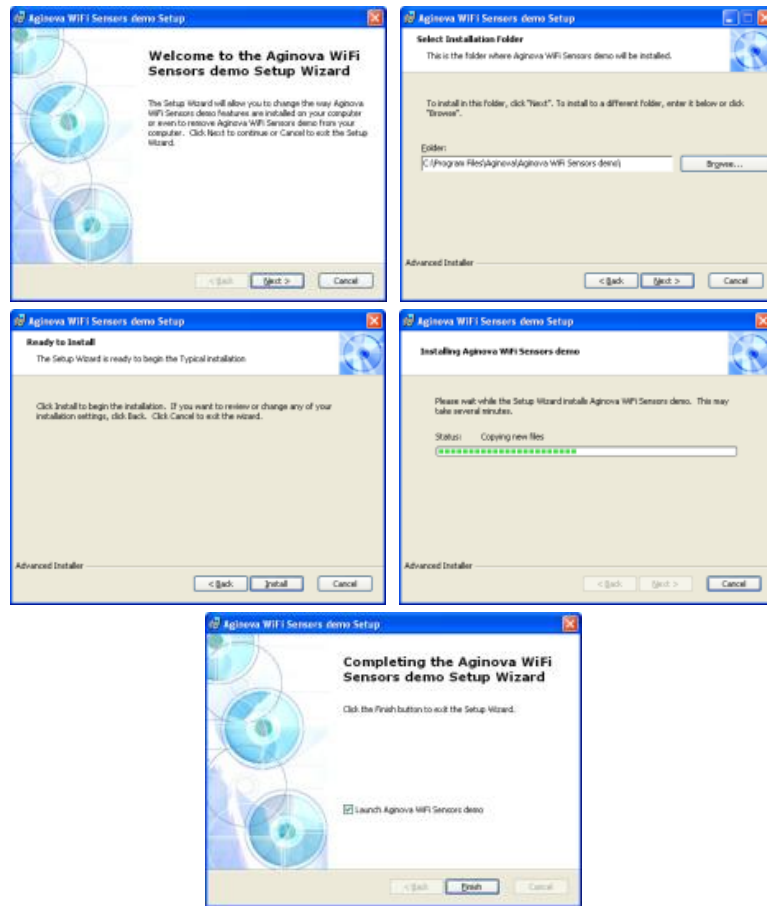 Aginova WiFi Sensors demo Setup
Welcome to the Aginova WiFi
Sensors demo Setup Wizard
The Setup Wizard will allow you to change the way Aginova
WiFi Sensors demo features are installed on your computer
or even to remove Aginova WiFi Sensors demo from your
computer. Click Next to continue or Cancel to exit the Setup
Wizard.
< Back
Next >
Cancel
Aginova WiFi Sensors demo Setup
Select Installation Folder
This is the folder where Aginova WiFi Sensors demo will be installed.
To install in this folder, click "Next". To install to a different folder, enter it below or click
"Browse".
Folder:
C:\Program Files\Aginova\Aginova WiFi Sensors demo\
Browse...
Advanced Installer
< Back
Next >
Cancel
Aginova WiFi Sensors demo Setup
Ready to Install
The Setup Wizard is ready to begin the Typical installation
Click Install to begin the installation. If you want to review or change any of your
installation settings, click Back. Click Cancel to exit the wizard.
Advanced Installer
< Back
Install
Cancel
Aginova WiFi Sensors demo Setup
Installing Aginova WiFi Sensors demo
Please wait while the Setup Wizard installs Aginova WiFi Sensors demo. This may
take several minutes.
Status: Copying new files
Advanced Installer
< Back
Next >
Cancel
Aginova WiFi Sensors demo Setup
Completing the Aginova WiFi
Sensors demo Setup Wizard
Click the Finish button to exit the Setup Wizard.
Launch Aginova WiFi Sensors demo
< Back
Finish
Cancel